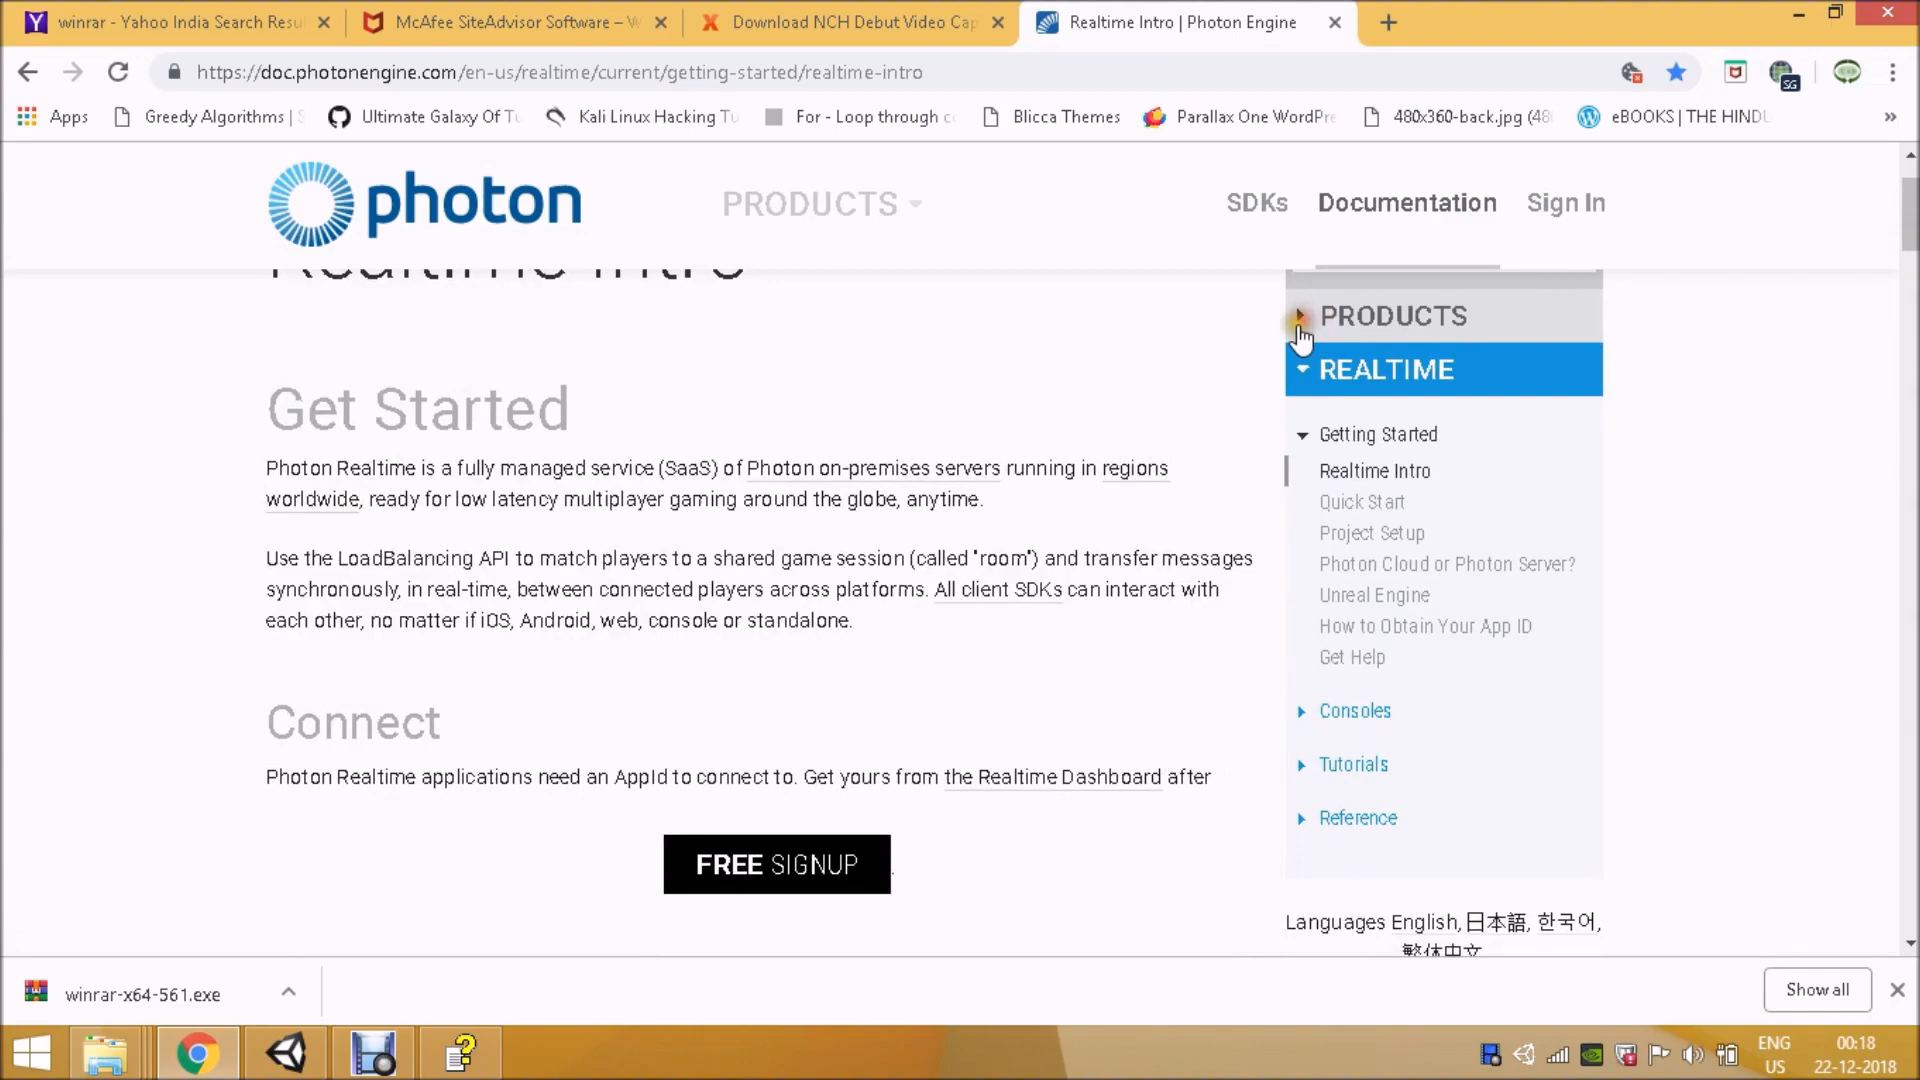 winrar - Yahoo India Search Resu
McAfee SiteAdvisor Software – W
Download NCH Debut Video Cap
Realtime Intro | Photon Engine
https://doc.photonengine.com/en-us/realtime/current/getting-started/realtime-intro
SG
Apps
Greedy Algorithms | S
Ultimate Galaxy Of Tu
Kali Linux Hacking Tu
For - Loop through c
Blicca Themes
Parallax One WordPre
480x360-back.jpg (48
eBOOKS | THE HINDU
»
photon
PRODUCTS
SDKs
Documentation
Sign In
Realtime Intro
Get Started
Photon Realtime is a fully managed service (SaaS) of Photon on-premises servers running in regions
worldwide, ready for low latency multiplayer gaming around the globe, anytime.
Use the LoadBalancing API to match players to a shared game session (called "room") and transfer messages
synchronously, in real-time, between connected players across platforms. All client SDKs can interact with
each other, no matter if iOS, Android, web, console or standalone.
Connect
Photon Realtime applications need an AppId to connect to. Get yours from the Realtime Dashboard after
FREE SIGNUP
.
PRODUCTS
REALTIME
Getting Started
Realtime Intro
Quick Start
Project Setup
Photon Cloud or Photon Server?
Unreal Engine
How to Obtain Your App ID
Get Help
Consoles
Tutorials
Reference
Languages English, 日本語, 한국어,
繁体中文
winrar-x64-561.exe
Show all
ENG
US
00:18
22-12-2018